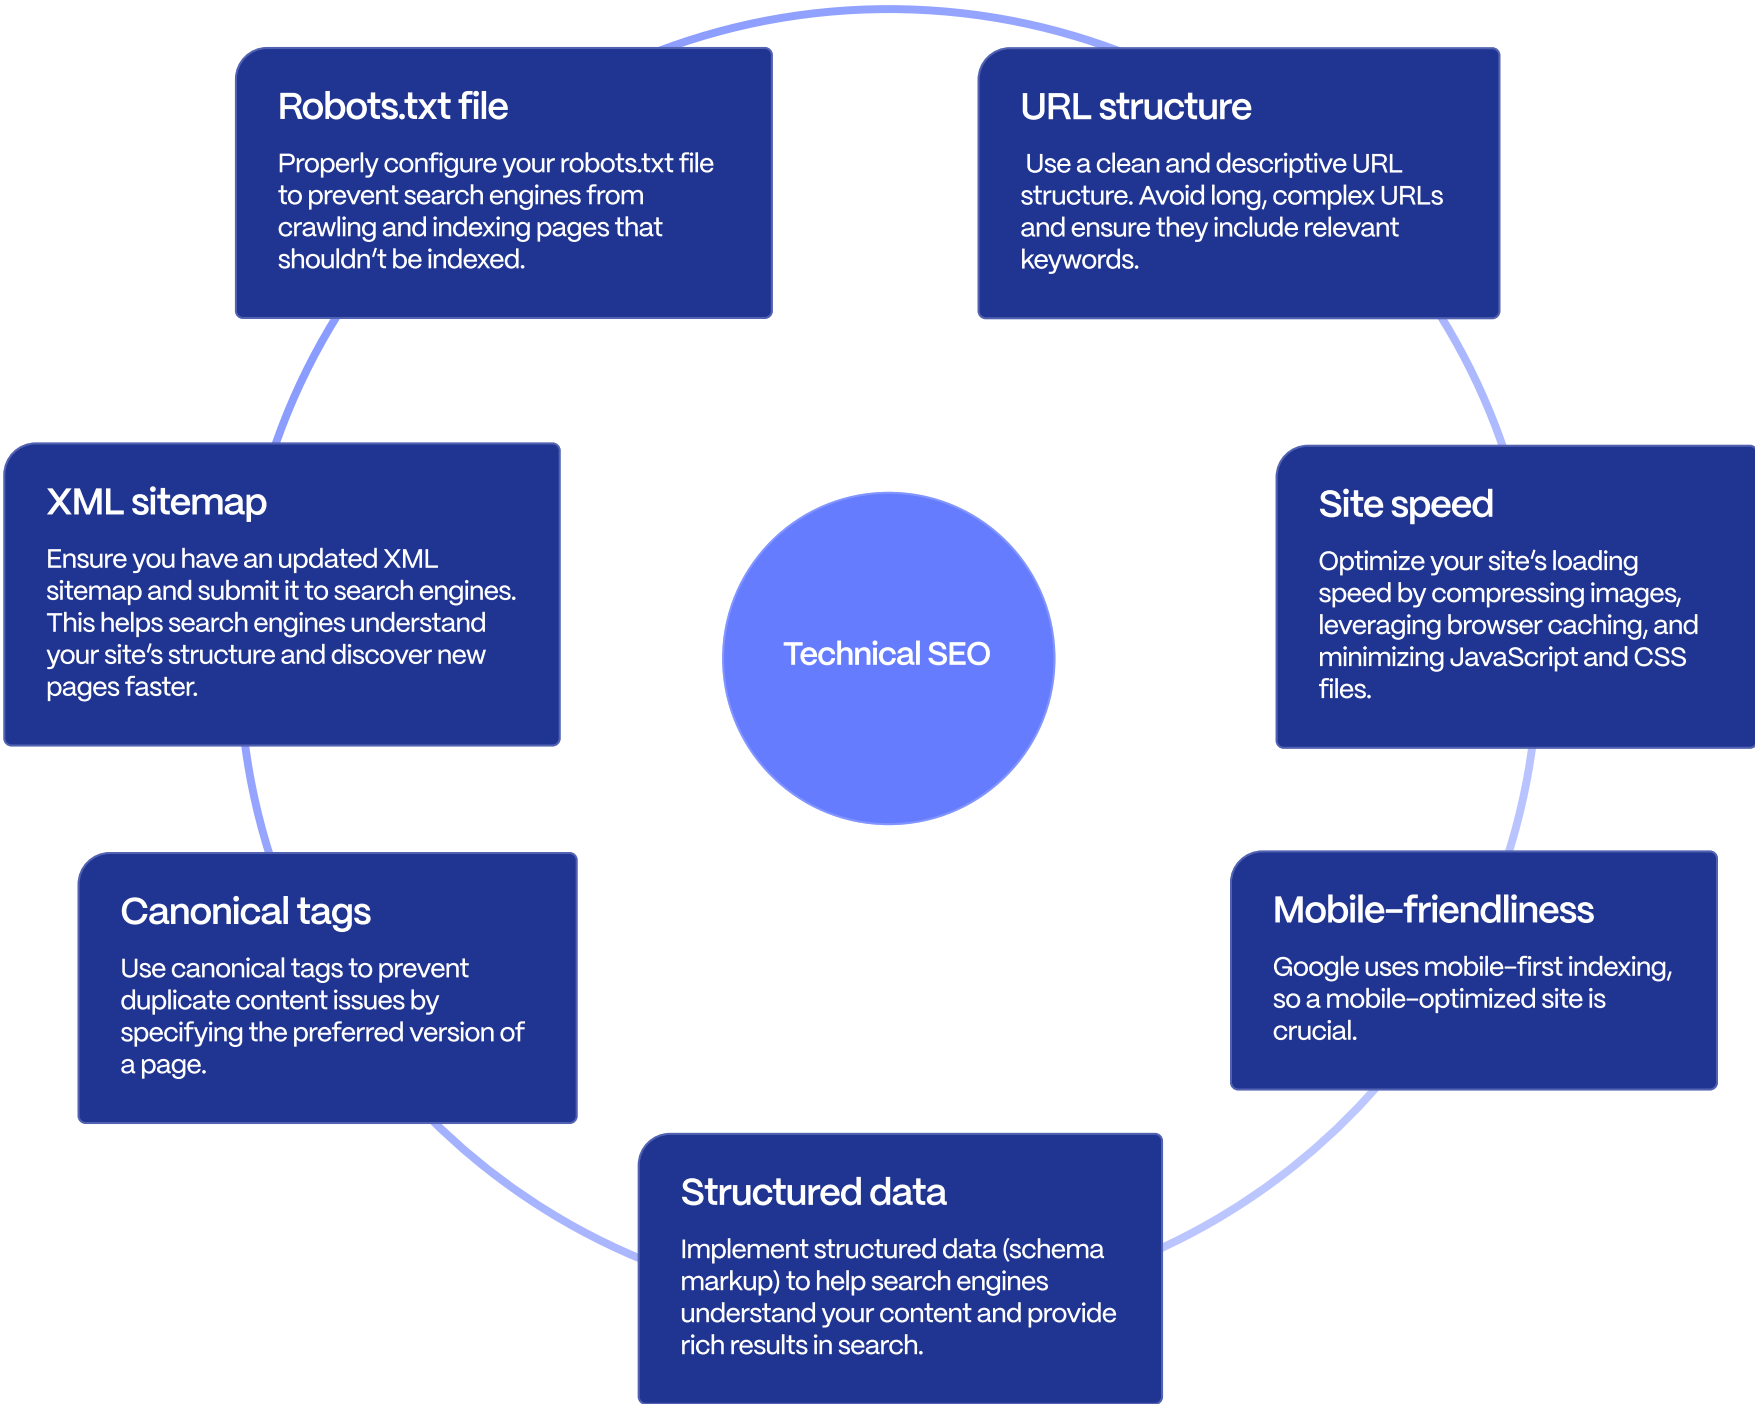 Robots.txt file
Properly configure your robots.txt file
to prevent search engines from
crawling and indexing pages that
shouldn’t be indexed.
URL structure
Use a clean and descriptive URL
structure. Avoid long, complex URLs
and ensure they include relevant
keywords.
XML sitemap
Ensure you have an updated XML
sitemap and submit it to search engines.
This helps search engines understand
your site’s structure and discover new
pages faster.
Technical SEO
Site speed
Optimize your site’s loading
speed by compressing images,
leveraging browser caching, and
minimizing JavaScript and CSS
files.
Canonical tags
Use canonical tags to prevent
duplicate content issues by
specifying the preferred version of
a page.
Mobile-friendliness
Google uses mobile-first indexing,
so a mobile-optimized site is
crucial.
Structured data
Implement structured data (schema
markup) to help search engines
understand your content and provide
rich results in search.